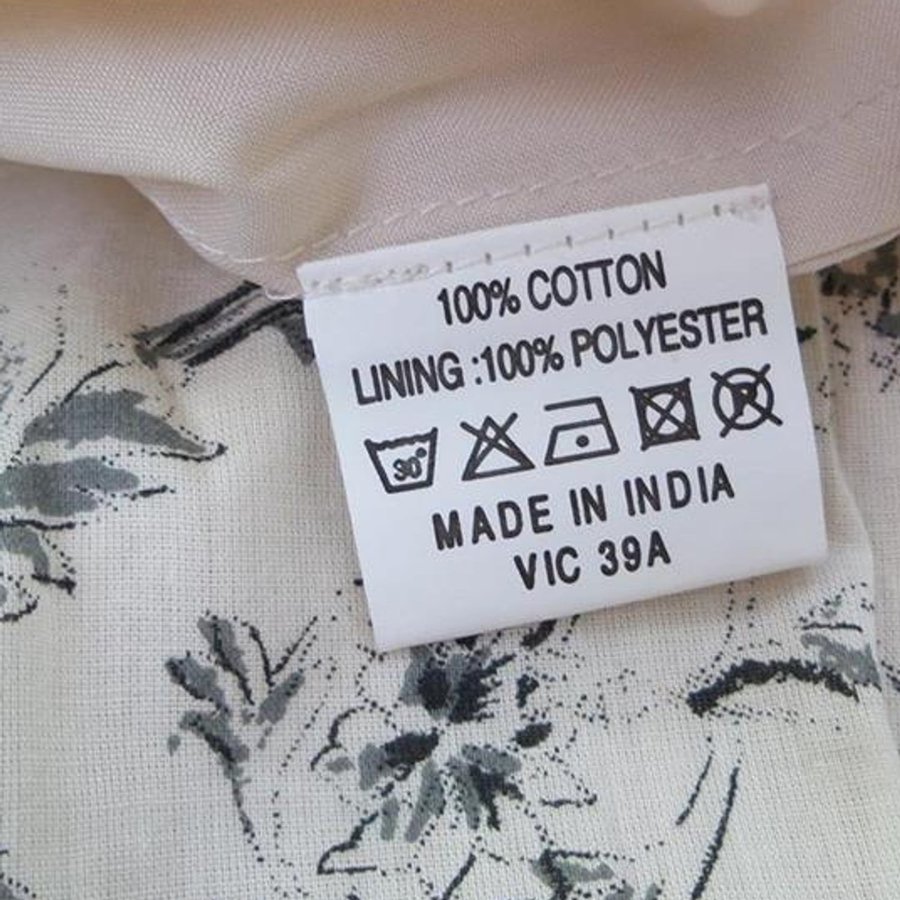 100% COTTON
LINING :100% POLYESTER
30° R
MADE IN INDIA
VIC 39A